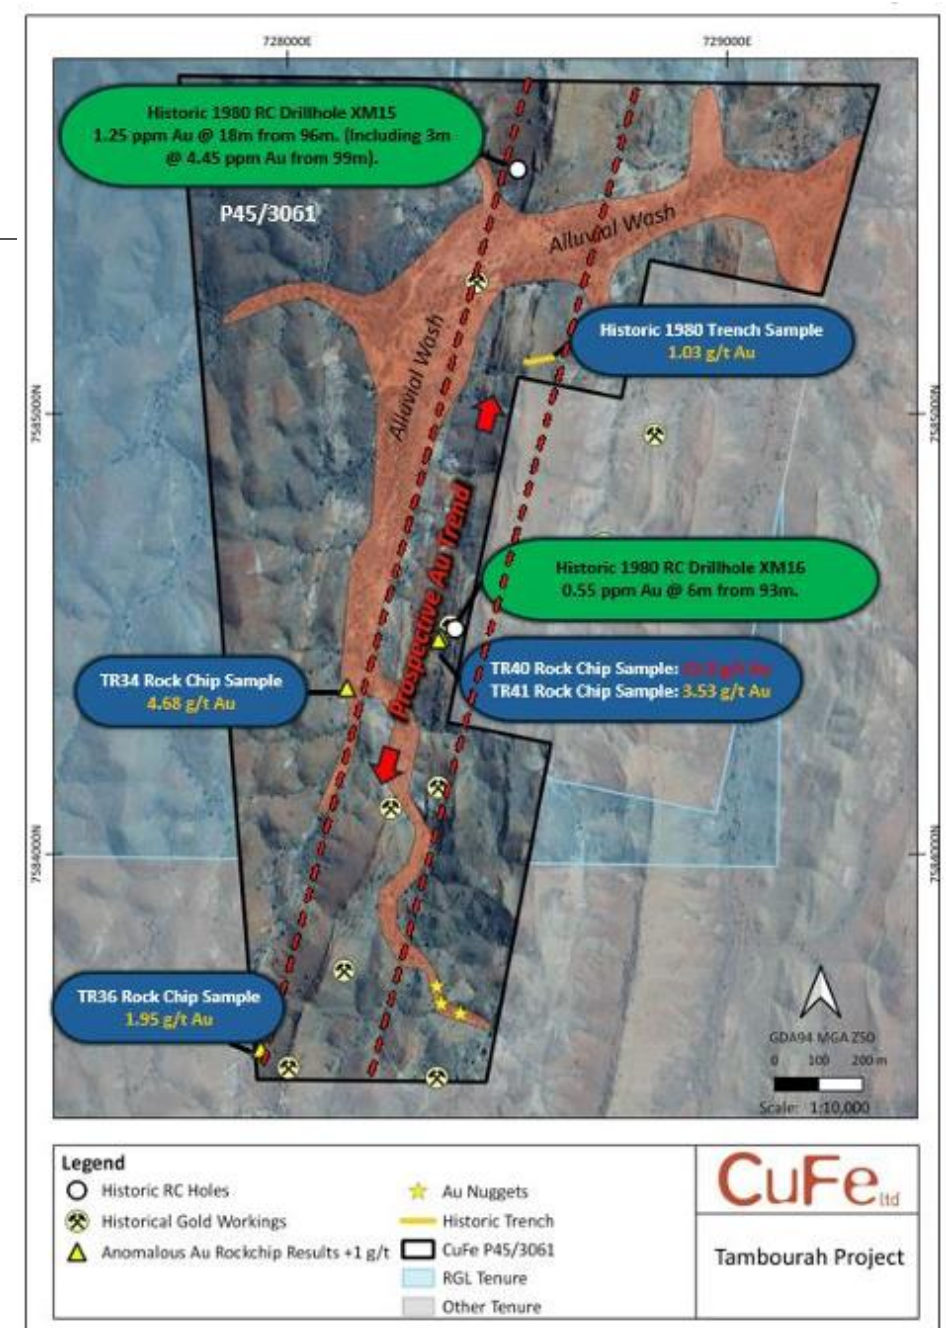 728000E
729000E
Historic 1980 RC Drillhole XM15
1.25 ppm Au @ 18m from 96m. (Including 3m
@ 4.45 ppm Au from 99m).
P45/3061
Alluvial Wash
Historic 1980 Trench Sample
1.03 g/t Au
Alluvial Wash
7585000N
7585000N
Prospective Au Trend
Historic 1980 RC Drillhole XM16
0.55 ppm Au @ 6m from 93m.
TR40 Rock Chip Sample: g/t Au
TR41 Rock Chip Sample: 3.53 g/t Au
TR34 Rock Chip Sample
4.68 g/t Au
7584000N
7584000N
TR36 Rock Chip Sample
1.95 g/t Au
GDA94 MGA Z50
0 100 200 m
Scale: 1:10,000
Legend
Historic RC Holes
Historical Gold Workings
Anomalous Au Rockchip Results +1 g/t
Au Nuggets
Historic Trench
CuFe P45/3061
RGL Tenure
Other Tenure
CuFe ltd
Tambourah Project